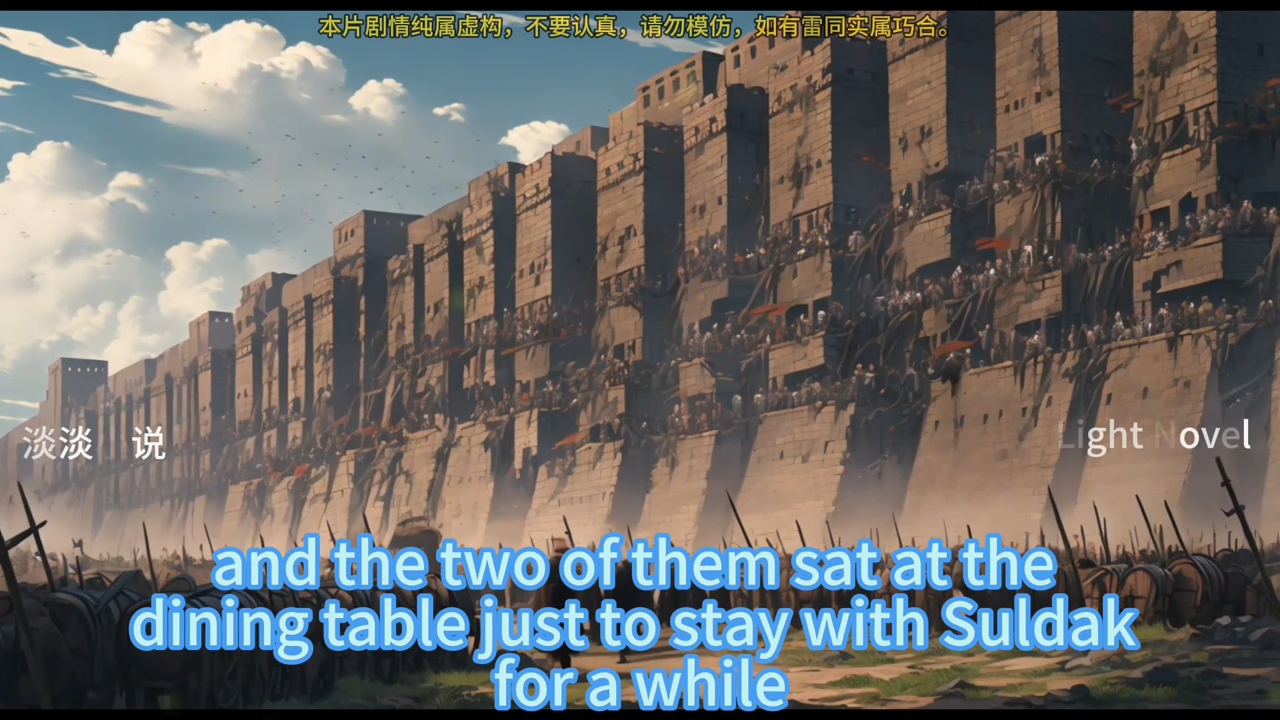 本片剧情纯属虚构，不要认真，请勿模仿，如有雷同实属巧合。
淡淡 说
Light Novel
and the two of them sat at the
dining table just to stay with Suldak
for a while